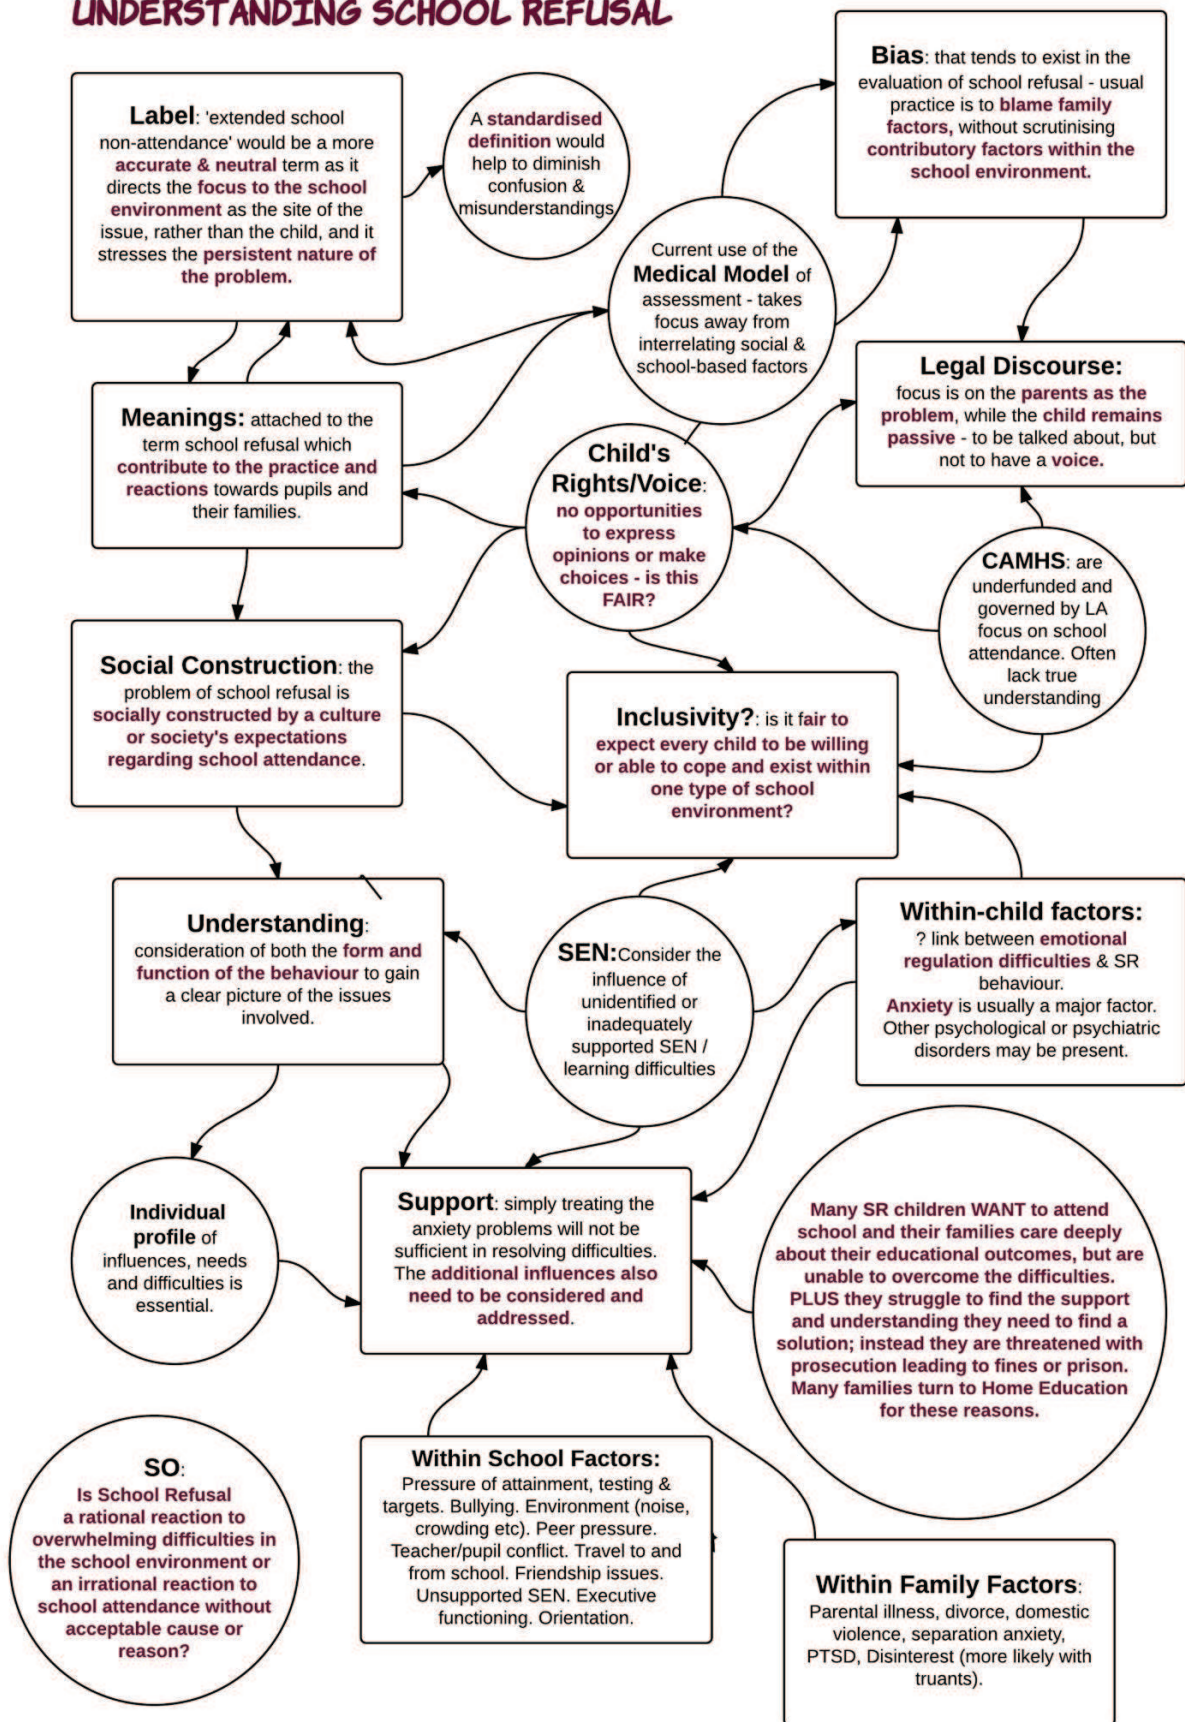 UNDERSTANDING SCHOOL REFUSAL
Label: 'extended school
non-attendance' would be a more
accurate & neutral term as it
directs the focus to the school
environment as the site of the
issue, rather than the child, and it
stresses the persistent nature of
the problem.
A standardised
definition would
help to diminish
confusion &
misunderstandings
Bias: that tends to exist in the
evaluation of school refusal - usual
practice is to blame family
factors, without scrutinising
contributory factors within the
school environment.
Current use of the
Medical Model of
assessment - takes
focus away from
interrelating social &
school-based factors
Legal Discourse:
focus is on the parents as the
problem, while the child remains
passive - to be talked about, but
not to have a voice.
Meanings: attached to the
term school refusal which
contribute to the practice and
reactions towards pupils and
their families.
Child's
Rights/Voice:
no opportunities
to express
opinions or make
choices - is this
FAIR?
CAMHS: are
underfunded and
governed by LA
focus on school
attendance. Often
lack true
understanding
Social Construction: the
problem of school refusal is
socially constructed by a culture
or society's expectations
regarding school attendance.
Inclusivity?: is it fair to
expect every child to be willing
or able to cope and exist within
one type of school
environment?
Understanding:
consideration of both the form and
function of the behaviour to gain
a clear picture of the issues
involved.
SEN:Consider the
influence of
unidentified or
inadequately
supported SEN /
learning difficulties
Within-child factors:
? link between emotional
regulation difficulties & SR
behaviour.
Anxiety is usually a major factor.
Other psychological or psychiatric
disorders may be present.
Individual
profile of
influences, needs
and difficulties is
essential.
Support: simply treating the
anxiety problems will not be
sufficient in resolving difficulties.
The additional influences also
need to be considered and
addressed.
Many SR children WANT to attend
school and their families care deeply
about their educational outcomes, but are
unable to overcome the difficulties.
PLUS they struggle to find the support
and understanding they need to find a
solution; instead they are threatened with
prosecution leading to fines or prison.
Many families turn to Home Education
for these reasons.
SO:
Is School Refusal
a rational reaction to
overwhelming difficulties in
the school environment or
an irrational reaction to
school attendance without
acceptable cause or
reason?
Within School Factors:
Pressure of attainment, testing &
targets. Bullying. Environment (noise,
crowding etc). Peer pressure.
Teacher/pupil conflict. Travel to and
from school. Friendship issues.
Unsupported SEN. Executive
functioning. Orientation.
Within Family Factors:
Parental illness, divorce, domestic
violence, separation anxiety,
PTSD, Disinterest (more likely with
truants).